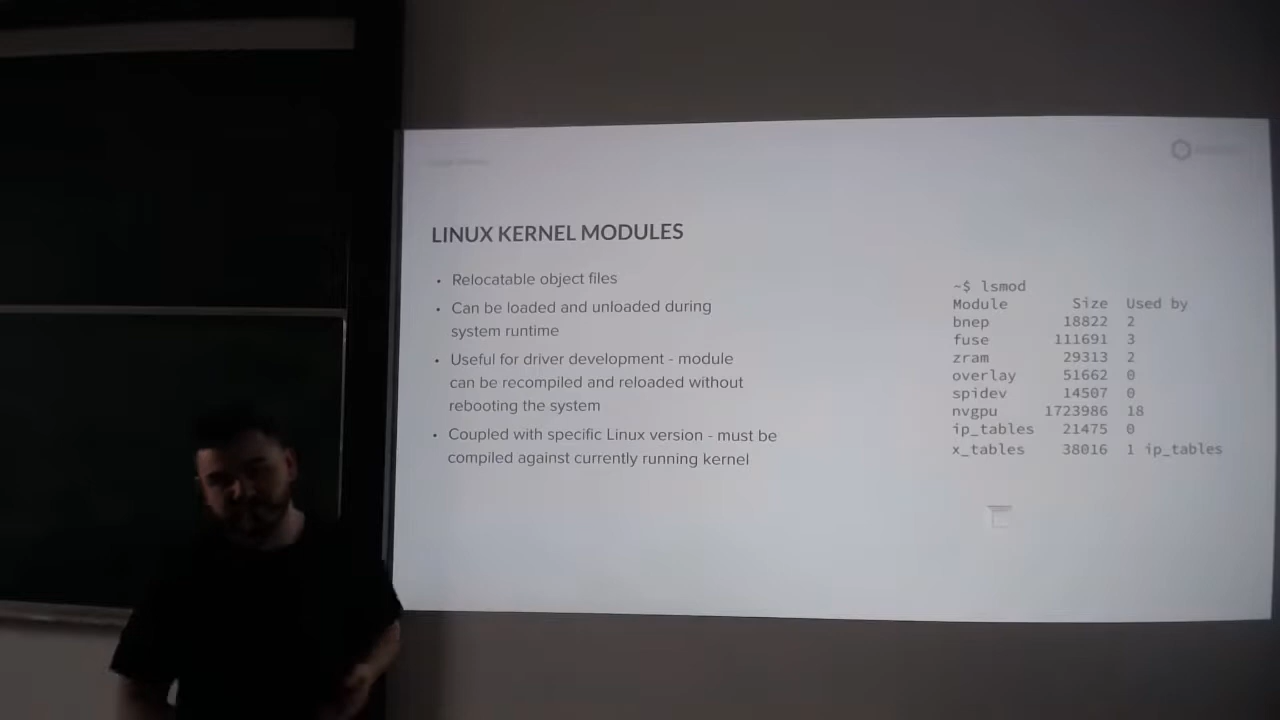 LINUX KERNEL MODULES
• Relocatable object files
• Can be loaded and unloaded during
system runtime
• Useful for driver development - module
can be recompiled and reloaded without
rebooting the system
• Coupled with specific Linux version - must be
compiled against currently running kernel
~$ lsmod
Module Size Used by
bnep 18822 2
fuse 111691 3
zram 29313 2
overlay 51662 0
spidev 14507 0
nvgpu 1723986 18
ip_tables 21475 0
x_tables 38016 1 ip_tables